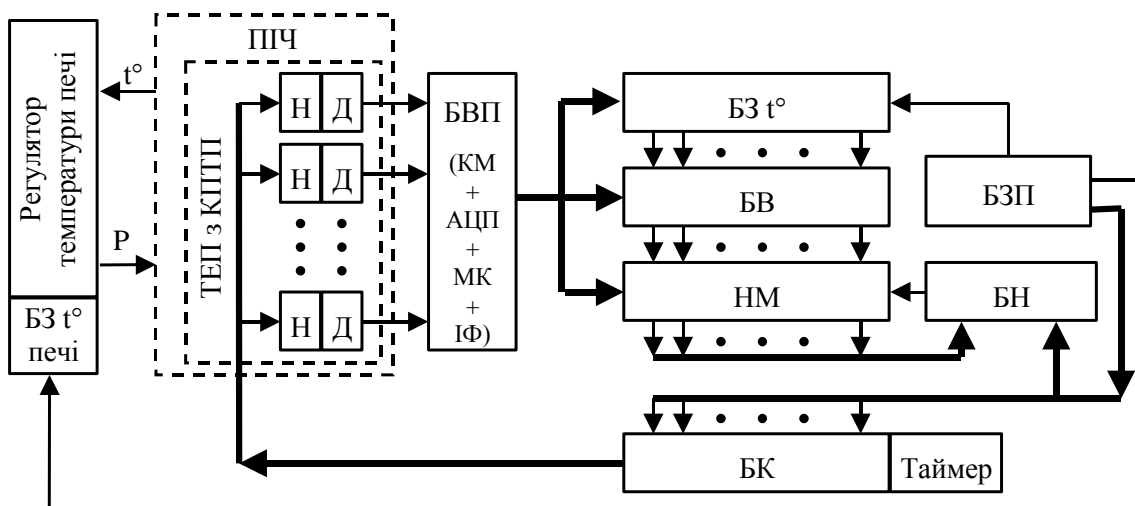 Регулятор
температури печі
БЗ t°
печі
t°
P
ПІЧ
ТЕП з КПТП
Н Д
Н Д
Н Д
БВП
(КМ
+
АЦП
+
МК
+
ІФ)
БЗ t°
БВ
НМ
БЗП
БН
БК
Таймер